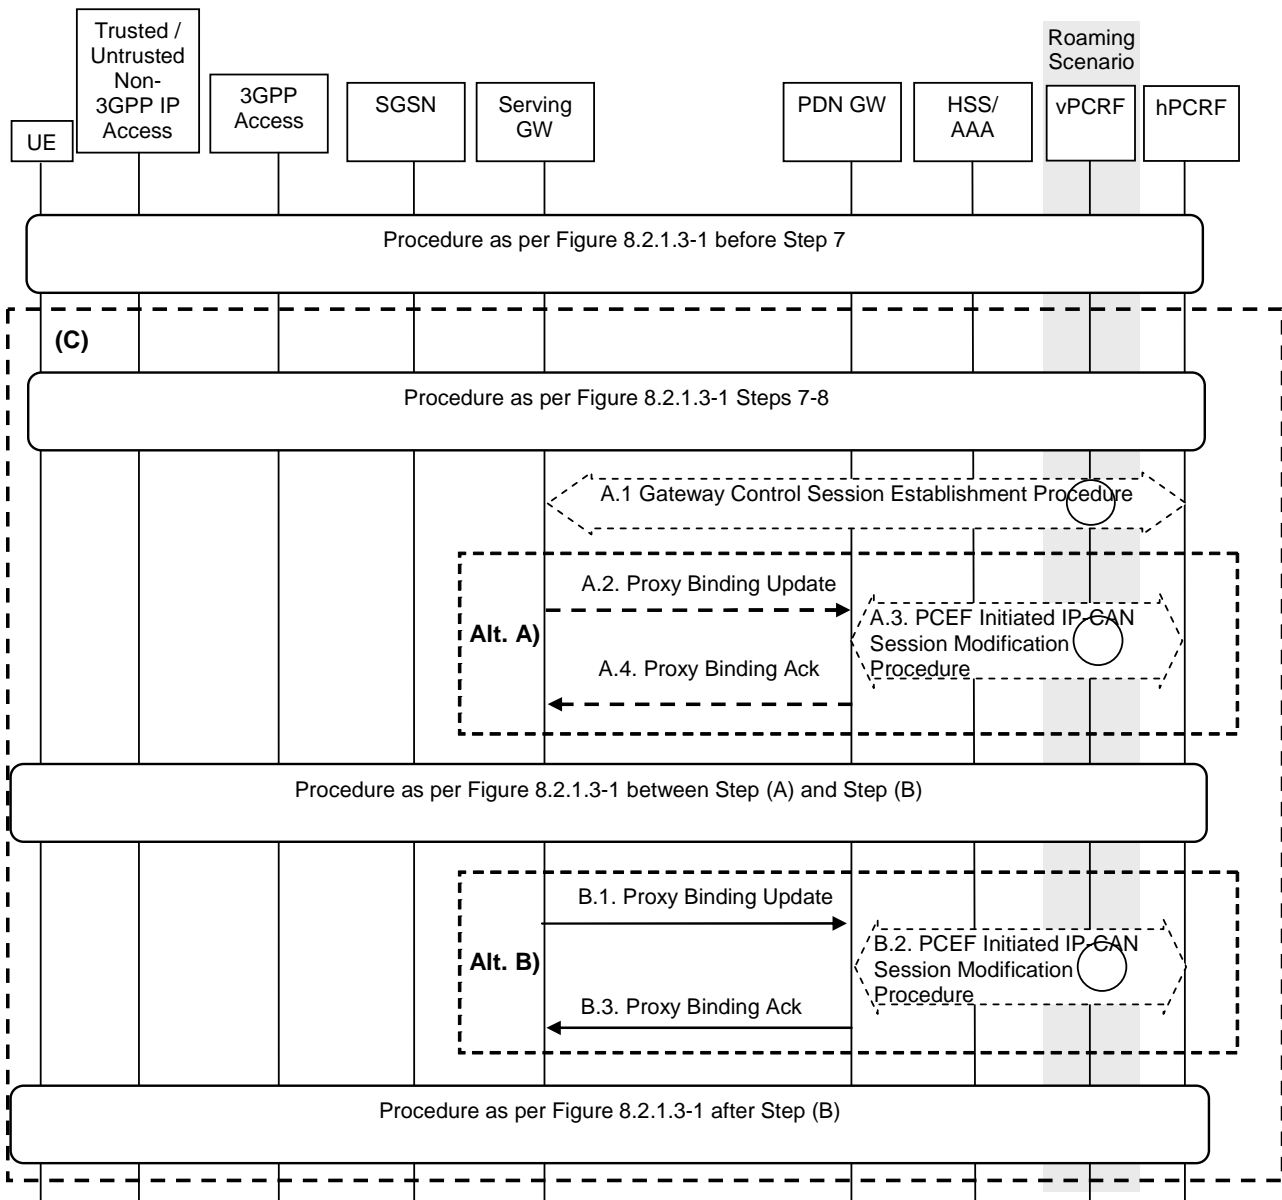 Trusted /
Untrusted
Non-
3GPP IP
Access
Roaming
Scenario
UE
3GPP
Access
SGSN
Serving
GW
PDN GW
HSS/
AAA
vPCRF
hPCRF
Procedure as per Figure 8.2.1.3-1 before Step 7
(C)
Procedure as per Figure 8.2.1.3-1 Steps 7-8
A.1 Gateway Control Session Establishment Procedure
Alt. A)
A.2. Proxy Binding Update
A.3. PCEF Initiated IP-CAN
Session Modification
Procedure
A.4. Proxy Binding Ack
Procedure as per Figure 8.2.1.3-1 between Step (A) and Step (B)
Alt. B)
B.1. Proxy Binding Update
B.2. PCEF Initiated IP-CAN
Session Modification
Procedure
B.3. Proxy Binding Ack
Procedure as per Figure 8.2.1.3-1 after Step (B)